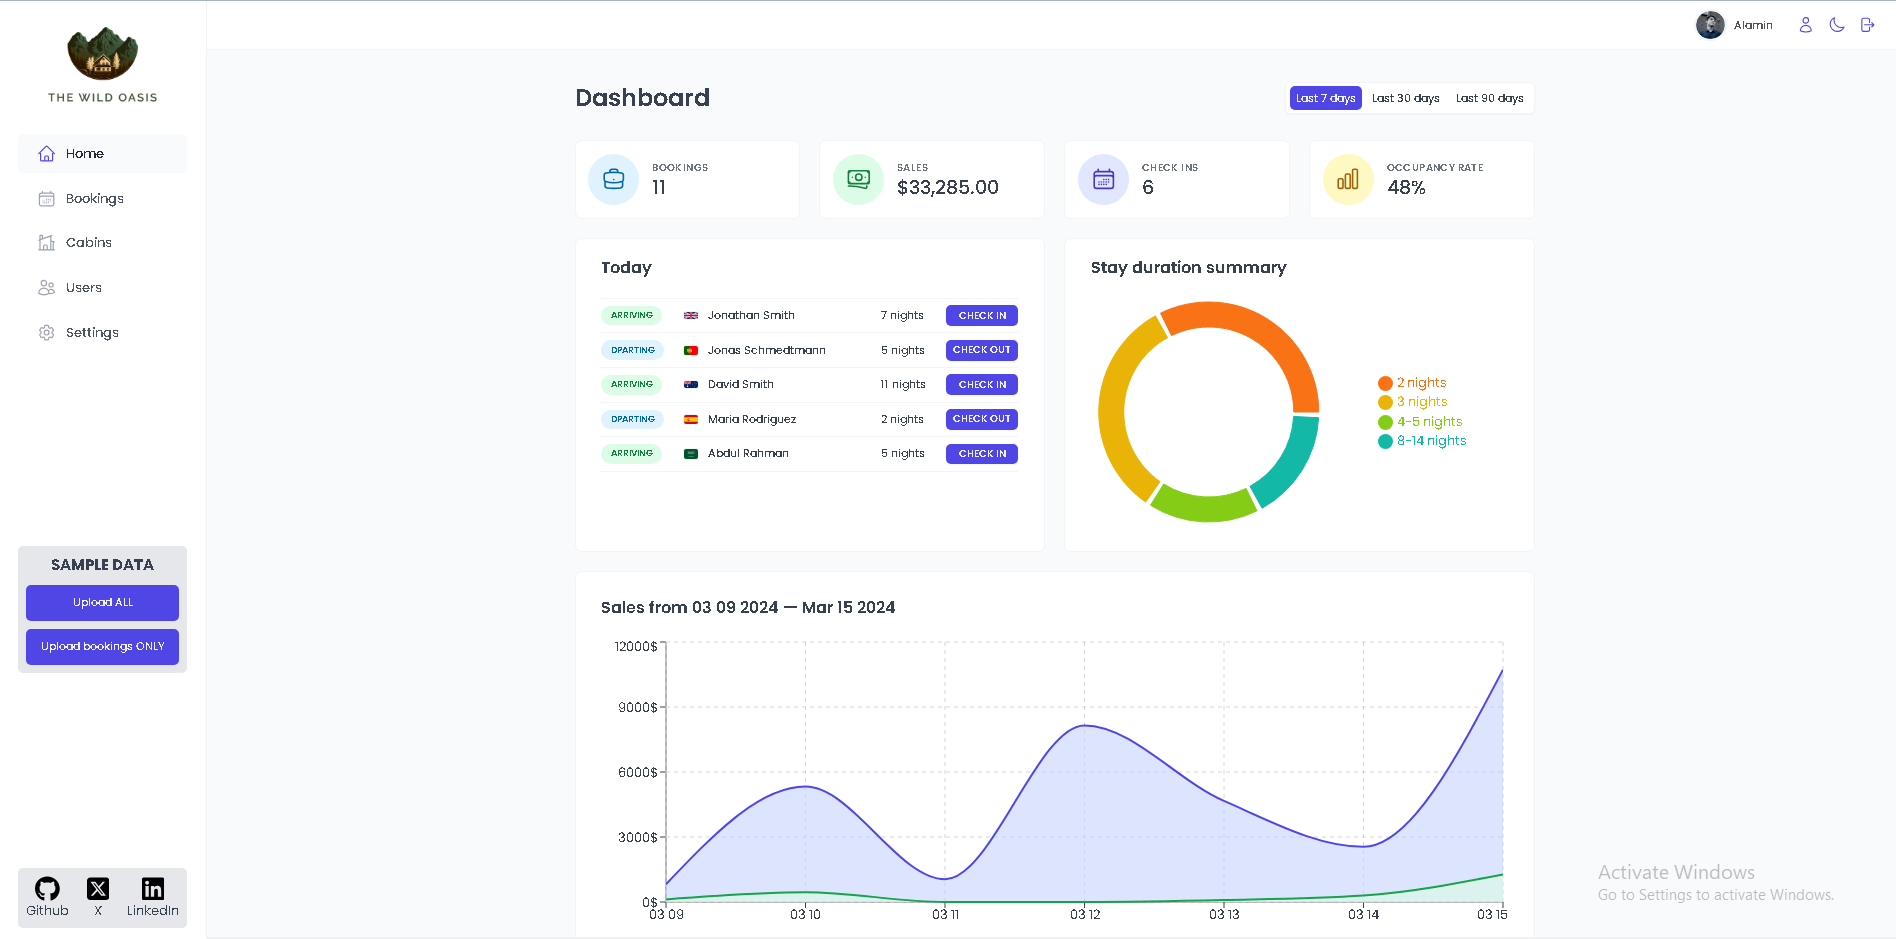 THE WILD OASIS
Home
Bookings
Cabins
Users
Settings
SAMPLE DATA
Upload ALL
Upload bookings ONLY
Github X LinkedIn
Alamin
Dashboard
Last 7 days Last 30 days Last 90 days
BOOKINGS
11
SALES
$33,285.00
CHECK INS
6
OCCUPANCY RATE
48%
Today
ARRIVING Jonathan Smith 7 nights CHECK IN
DPARTING Jonas Schmedtmann 5 nights CHECK OUT
ARRIVING David Smith 11 nights CHECK IN
DPARTING Maria Rodriguez 2 nights CHECK OUT
ARRIVING Abdul Rahman 5 nights CHECK IN
Stay duration summary
2 nights
3 nights
4-5 nights
8-14 nights
Sales from 03 09 2024 — Mar 15 2024
12000$
9000$
6000$
3000$
0$
03 09 03 10 03 11 03 12 03 13 03 14 03 15
Activate Windows
Go to Settings to activate Windows.